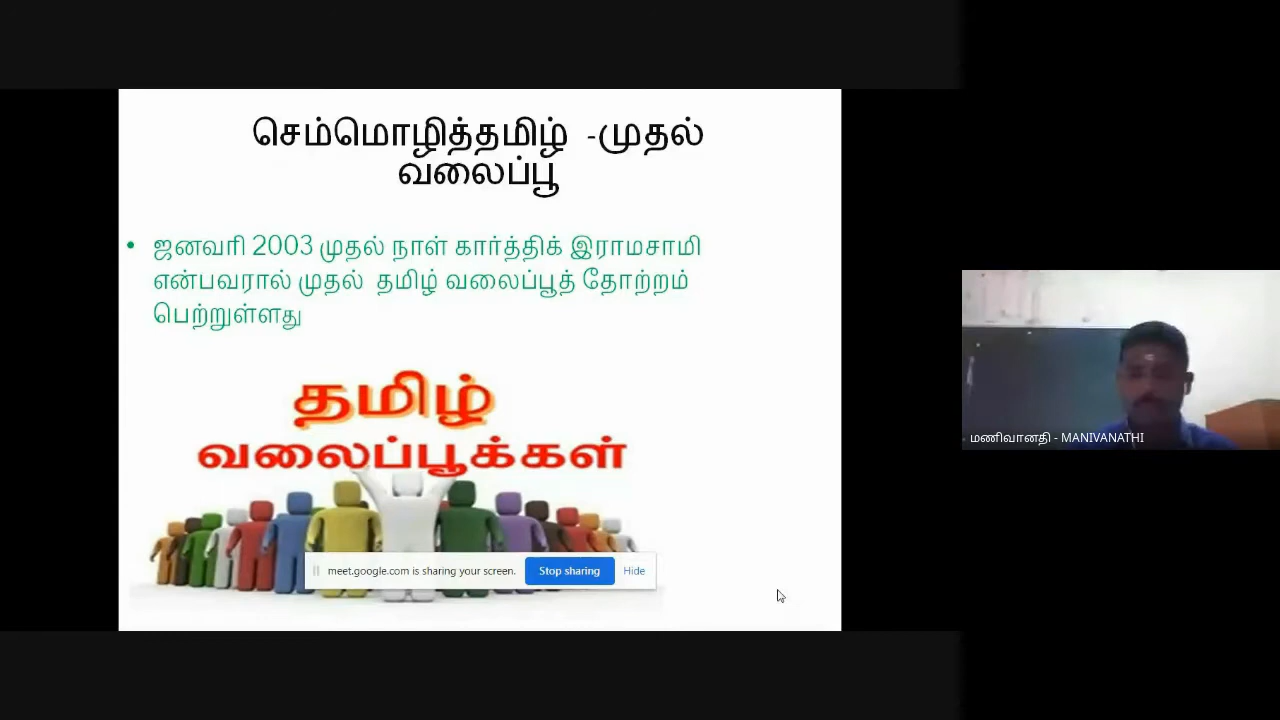 செம்மொழித்தமிழ் -முதல்
வலைப்பூ
• ஜனவரி 2003 முதல் நாள் கார்த்திக் இராமசாமி
என்பவரால் முதல் தமிழ் வலைப்பூத் தோற்றம்
பெற்றுள்ளது
தமிழ்
வலைப்பூக்கள்
meet.google.com is sharing your screen. Stop sharing Hide
மணிவானதி - MANIVANATHI